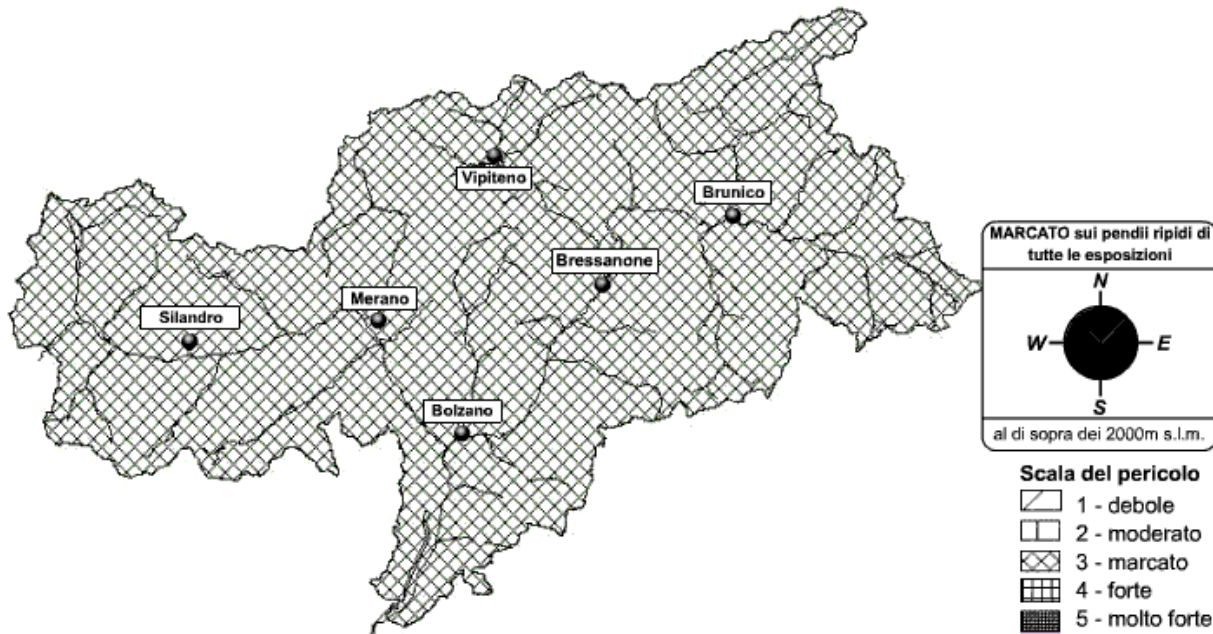 Vipiteno
Brunico
Bressanone
Merano
Silandro
Bolzano
MARCATO sui pendii ripidi di
tutte le esposizioni
N
W E
S
al di sopra dei 2000m s.l.m.
Scala del pericolo
1 - debole
2 - moderato
3 - marcato
4 - forte
5 - molto forte